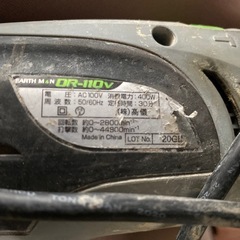 EARTH MAN DR-110V
電圧:AC100V 消費電力:400W
周波数:50/60Hz 定格時間:30分
(株)高儀
回転数 約0~2800min⁻¹
打撃数 約0~44800min⁻¹
Made in China
LOT No. 20GL